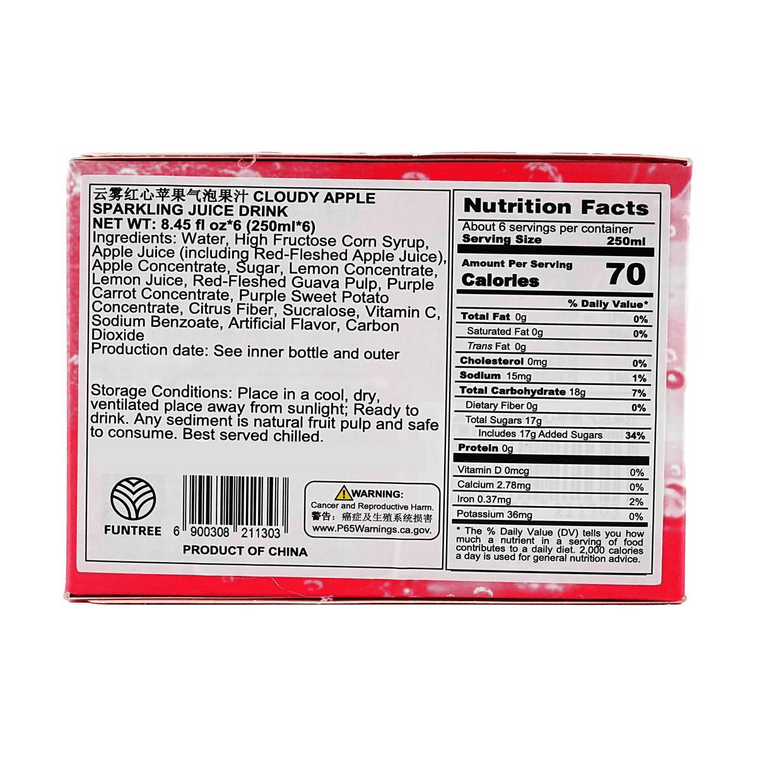 云雾红心苹果气泡果汁 CLOUDY APPLE
SPARKLING JUICE DRINK
NET WT: 8.45 fl oz*6 (250ml*6)
Ingredients: Water, High Fructose Corn Syrup,
Apple Juice (including Red-Fleshed Apple Juice),
Apple Concentrate, Sugar, Lemon Concentrate,
Lemon Juice, Red-Fleshed Guava Pulp, Purple
Carrot Concentrate, Purple Sweet Potato
Concentrate, Citrus Fiber, Sucralose, Vitamin C,
Sodium Benzoate, Artificial Flavor, Carbon
Dioxide
Production date: See inner bottle and outer
Storage Conditions: Place in a cool, dry,
ventilated place away from sunlight; Ready to
drink. Any sediment is natural fruit pulp and safe
to consume. Best served chilled.
FUNTREE
6 900308 211303
WARNING:
Cancer and Reproductive Harm.
警告：癌症及生殖系统损害
www.P65Warnings.ca.gov.
PRODUCT OF CHINA
Nutrition Facts
About 6 servings per container
Serving Size 250ml
Amount Per Serving
Calories 70
% Daily Value*
Total Fat 0g 0%
Saturated Fat 0g 0%
Trans Fat 0g
Cholesterol 0mg 0%
Sodium 15mg 1%
Total Carbohydrate 18g 7%
Dietary Fiber 0g 0%
Total Sugars 17g
Includes 17g Added Sugars 34%
Protein 0g
Vitamin D 0mcg 0%
Calcium 2.78mg 0%
Iron 0.37mg 2%
Potassium 36mg 0%
* The % Daily Value (DV) tells you how
much a nutrient in a serving of food
contributes to a daily diet. 2,000 calories
a day is used for general nutrition advice.